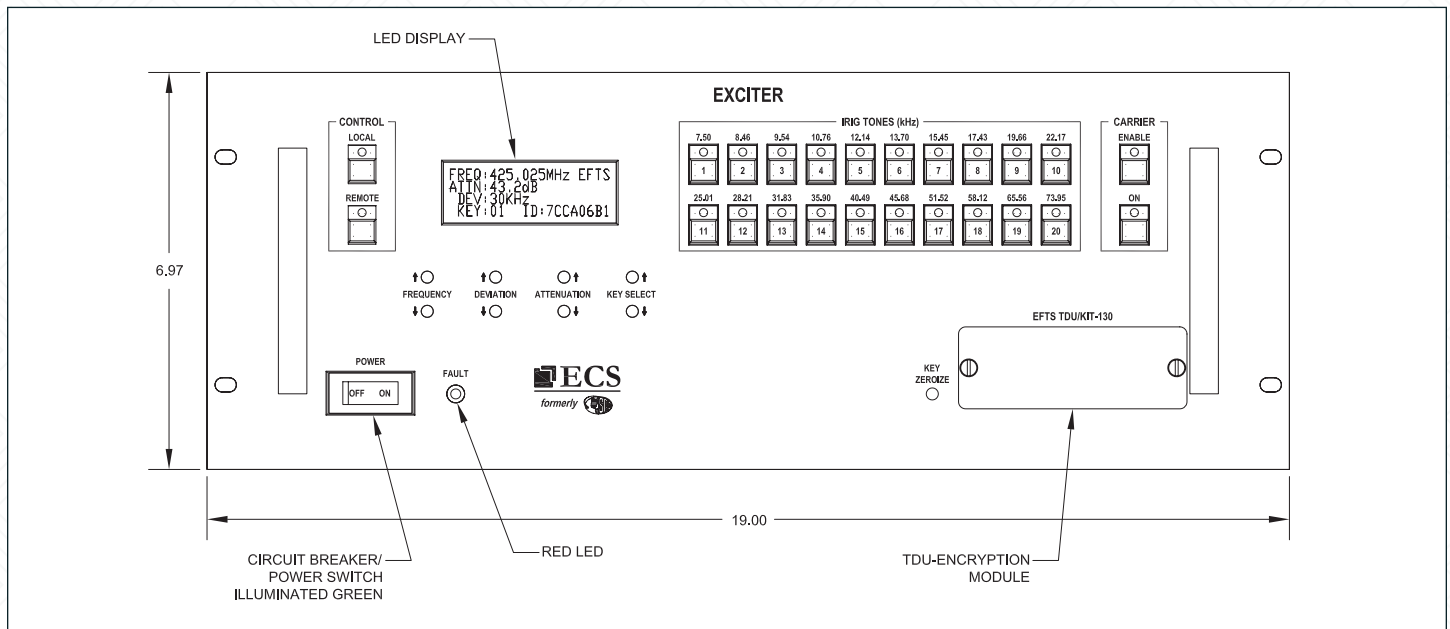 LED DISPLAY
EXCITER
CONTROL
LOCAL
REMOTE
FREQ:425.025MHz EFTS
ATTN:43.2dB
DEV:30KHz
KEY:01 ID:7CCA06B1
IRIG TONES (kHz)
7.50 8.46 9.54 10.76 12.14 13.70 15.45 17.43 19.66 22.17
1 2 3 4 5 6 7 8 9 10
25.01 28.21 31.83 35.90 40.49 45.68 51.52 58.12 65.56 73.95
11 12 13 14 15 16 17 18 19 20
CARRIER
ENABLE
ON
6.97
FREQUENCY DEVIATION ATTENUATION KEY SELECT
EFTS TDU/KIT-130
POWER
OFF ON
FAULT
ECS
formerly
KEY
ZEROIZE
19.00
CIRCUIT BREAKER/
POWER SWITCH
ILLUMINATED GREEN
RED LED
TDU-ENCRYPTION
MODULE